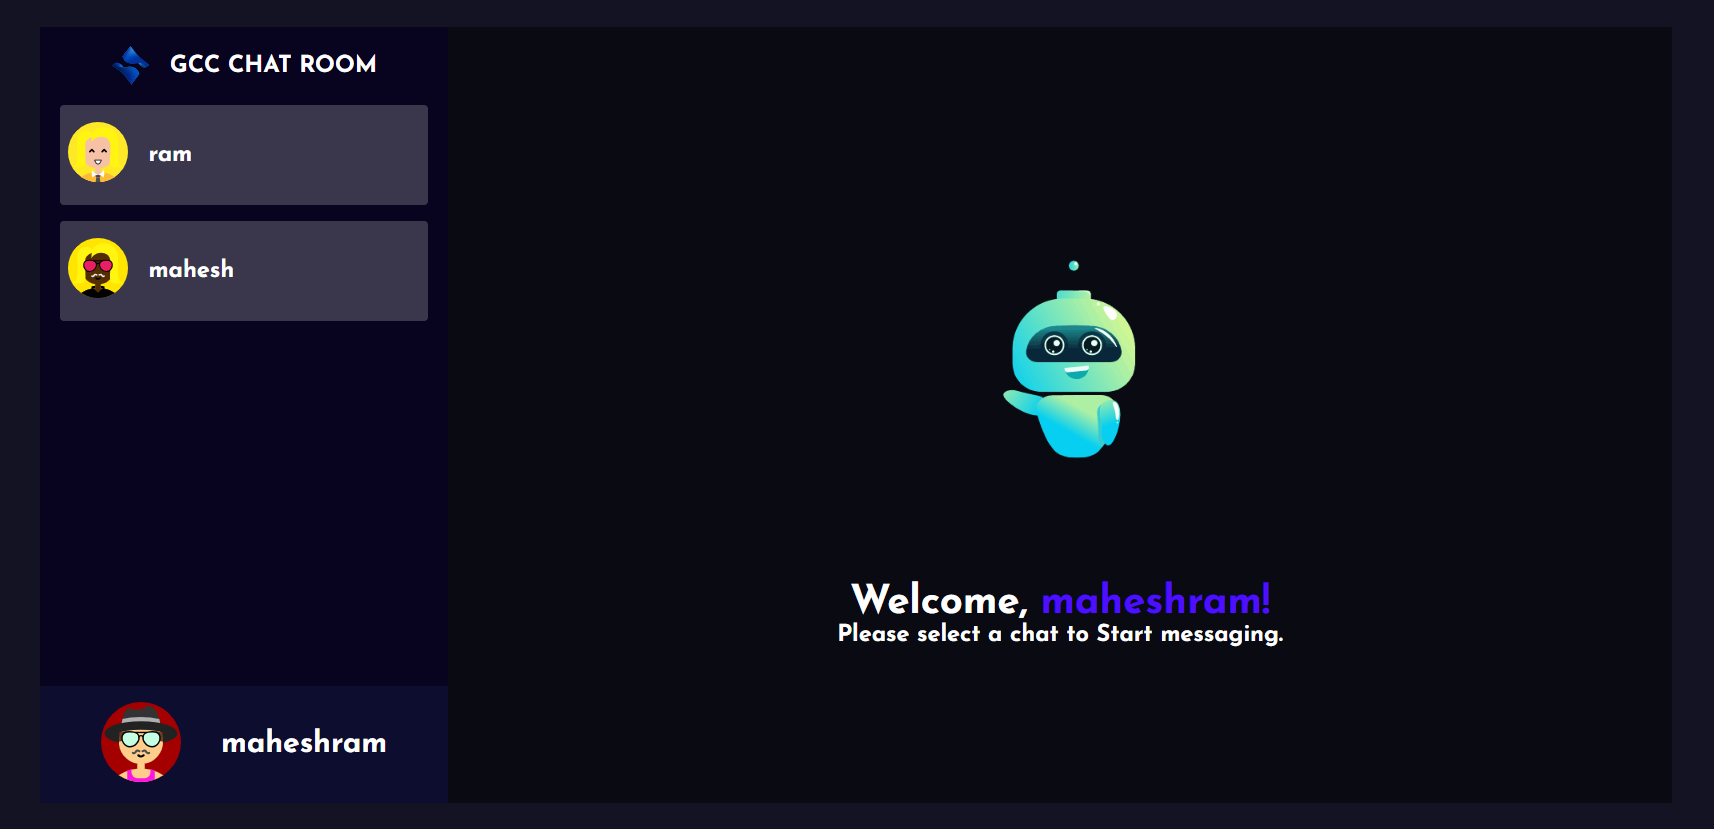 GCC CHAT ROOM
ram
mahesh
maheshram
Welcome, maheshram!
Please select a chat to Start messaging.